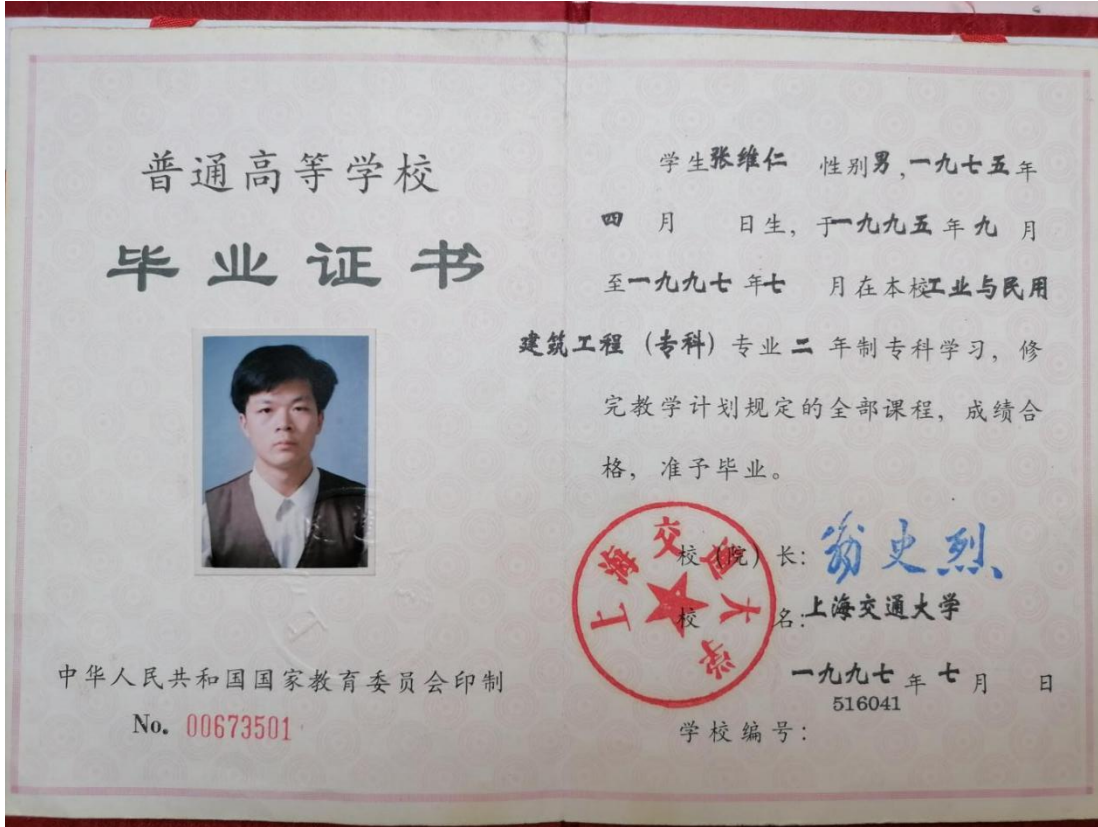 普通高等学校
毕业证书
中华人民共和国国家教育委员会印制
No. 00673501
学生张维仁 性别男,一九七五年
四 月 日生, 于一九九五年九 月
至一九九七 年七 月在本校工业与民用
建筑工程(专科)专业 二 年制专科学习, 修
完教学计划规定的全部课程, 成绩合
格, 准予毕业。
校(院)长: 翁史烈
校 名: 上海交通大学
上海交通大学
一九九七 年 七 月 日
516041
学校编号: